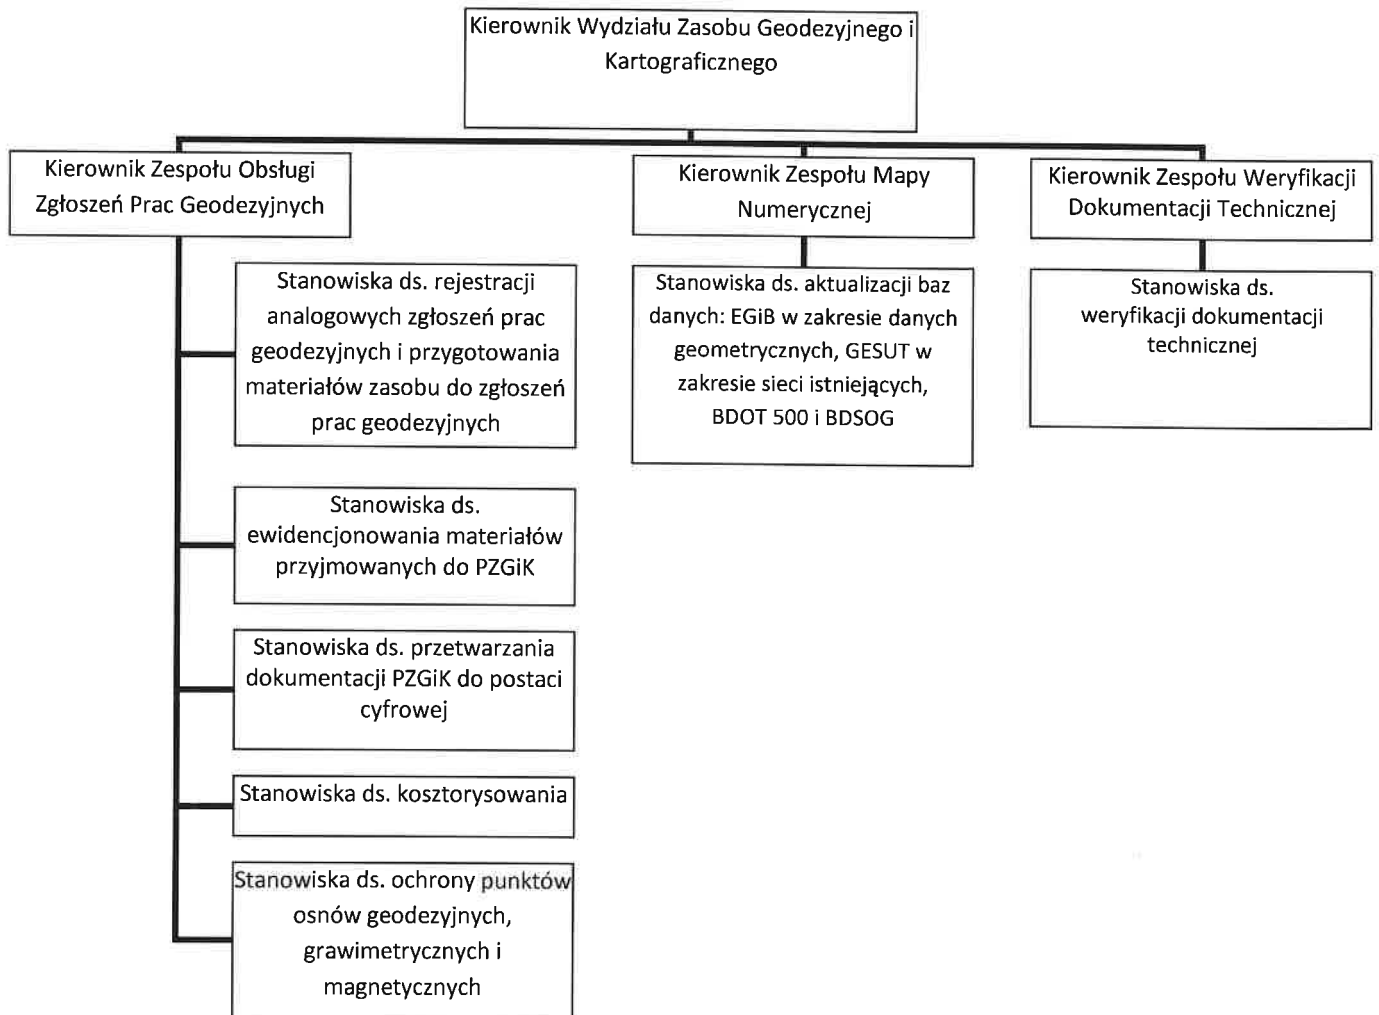 Kierownik Wydziału Zasobu Geodezyjnego i
Kartograficznego
Kierownik Zespołu Obsługi
Zgłoszeń Prac Geodezyjnych
Kierownik Zespołu Mapy
Numerycznej
Kierownik Zespołu Weryfikacji
Dokumentacji Technicznej
Stanowiska ds. rejestracji
analogowych zgłoszeń prac
geodezyjnych i przygotowania
materiałów zasobu do zgłoszeń
prac geodezyjnych
Stanowiska ds. aktualizacji baz
danych: EGiB w zakresie danych
geometrycznych, GESUT w
zakresie sieci istniejących,
BDOT 500 i BDSOG
Stanowiska ds.
weryfikacji dokumentacji
technicznej
Stanowiska ds.
ewidencjonowania materiałów
przyjmowanych do PZGiK
Stanowiska ds. przetwarzania
dokumentacji PZGiK do postaci
cyfrowej
Stanowiska ds. kosztorysowania
Stanowiska ds. ochrony punktów
osnów geodezyjnych,
grawimetrycznych i
magnetycznych